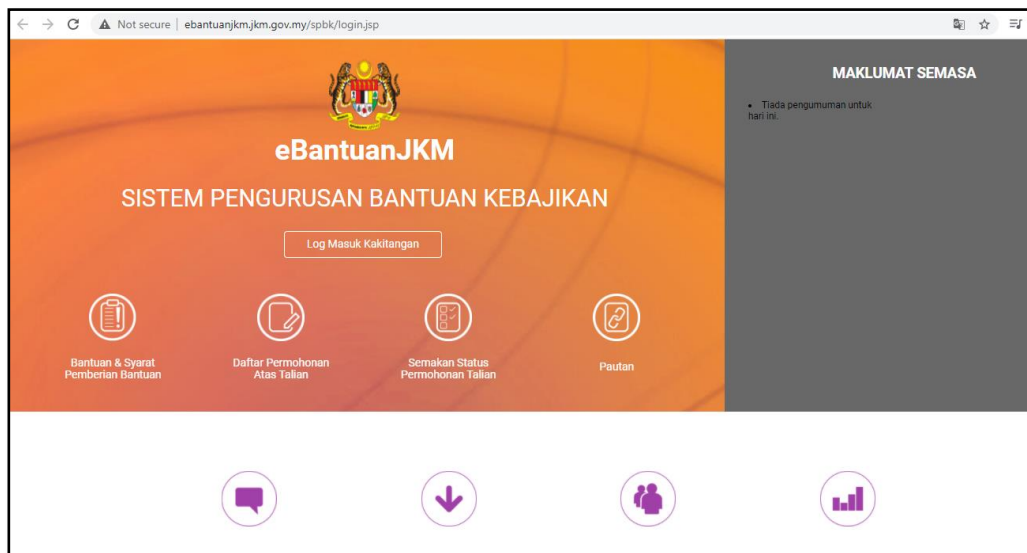 Not secure | ebantuanjkm.jkm.gov.my/spbk/login.jsp
eBantuanJKM
SISTEM PENGURUSAN BANTUAN KEBAJIKAN
Log Masuk Kakitangan
Bantuan & Syarat
Pemberian Bantuan
Daftar Permohonan
Atas Talian
Semakan Status
Permohonan Talian
Pautan
MAKLUMAT SEMASA
• Tiada pengumuman untuk
hari ini.